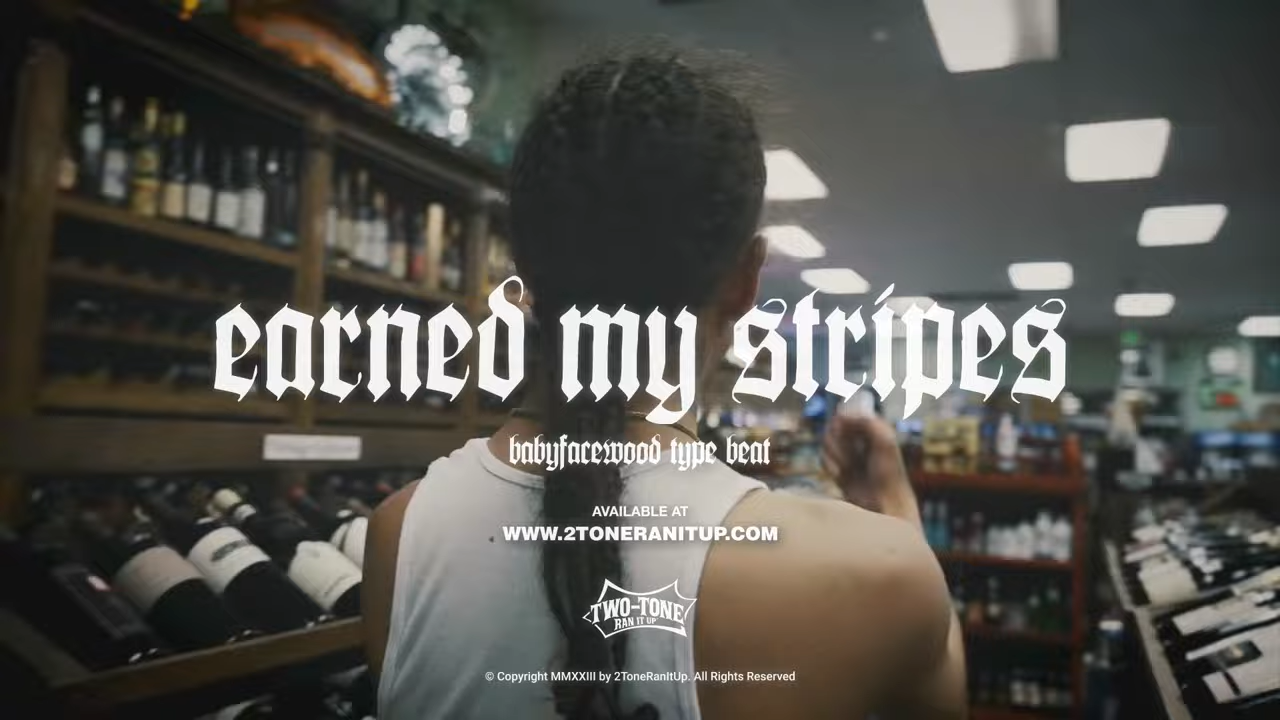 earned my stripes
babyfacewood type beat
AVAILABLE AT
WWW.2TONERANITUP.COM
TWO-TONE
RAN IT UP
© Copyright MMXXIII by 2ToneRanItUp. All Rights Reserved